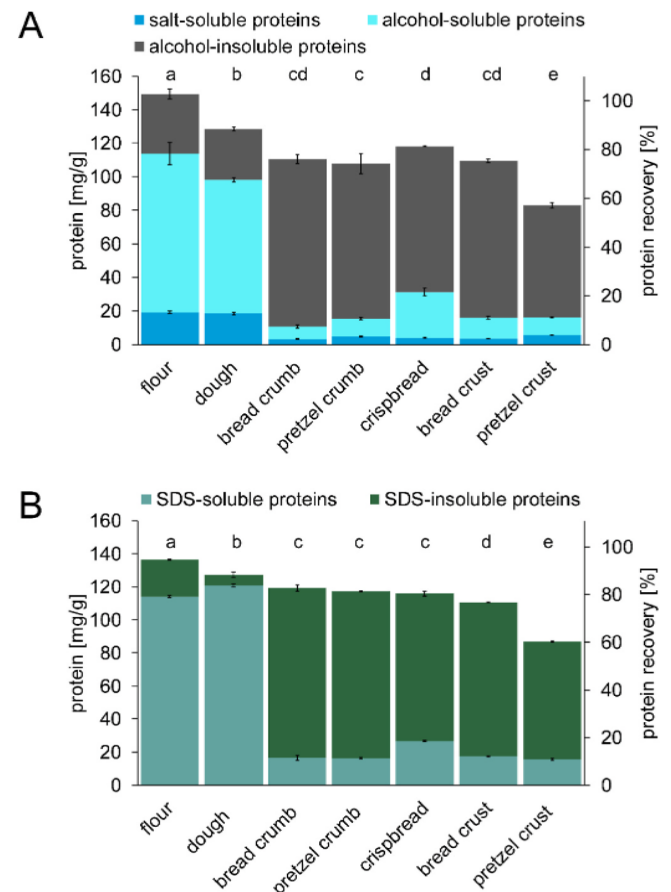 A
salt-soluble proteins alcohol-soluble proteins
alcohol-insoluble proteins
160 a b cd c d cd e
140
120
100
80
60
40
20
0
protein [mg/g]
100
80
60
40
20
0
protein recovery [%]
flour dough bread crumb pretzel crumb crispbread bread crust pretzel crust
B
SDS-soluble proteins SDS-insoluble proteins
160
a b c c c d e
140
120
100
80
60
40
20
0
protein [mg/g]
100
80
60
40
20
0
protein recovery [%]
flour dough bread crumb pretzel crumb crispbread bread crust pretzel crust